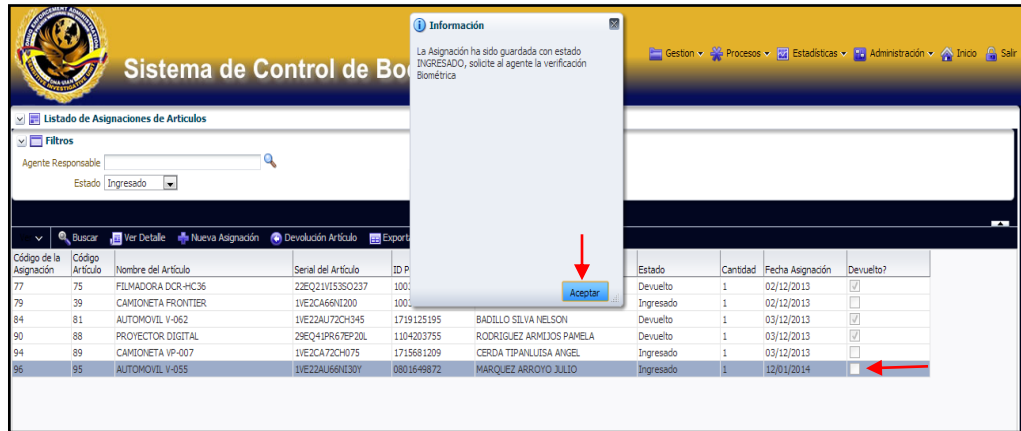 Sistema de Control de Bo
Gestion Procesos Estadísticas Administración Inicio Salir
Información
La Asignación ha sido guardada con estado
INGRESADO, solicite al agente la verificación
Biométrica
Aceptar
Listado de Asignaciones de Articulos
Filtros
Agente Responsable
Estado Ingresado
Buscar Ver Detalle Nueva Asignación Devolución Artículo Export
Código de la Asignación Código Artículo Nombre del Artículo Serial del Artículo ID P Estado Cantidad Fecha Asignación Devuelto?
77 75 FILMADORA DCR-HC36 22EQ21VI53SO237 Devuelto 1 02/12/2013
79 39 CAMIONETA FRONTIER 1VE2CA66NI200 Ingresado 1 02/12/2013
84 81 AUTOMOVIL V-062 1VE22AU72CH345 1719125195 BADILLO SILVA NELSON Devuelto 1 03/12/2013
90 88 PROYECTOR DIGITAL 29EQ41PR67EP20L 1104203755 RODRIGUEZ ARMIJOS PAMELA Devuelto 1 03/12/2013
94 89 CAMIONETA VP-007 1VE2CA72CH075 1715681209 CERDA TIPANLUISA ANGEL Ingresado 1 03/12/2013
96 95 AUTOMOVIL V-055 1VE22AU66NI30Y 0801649872 MARQUEZ ARROYO JULIO Ingresado 1 12/01/2014